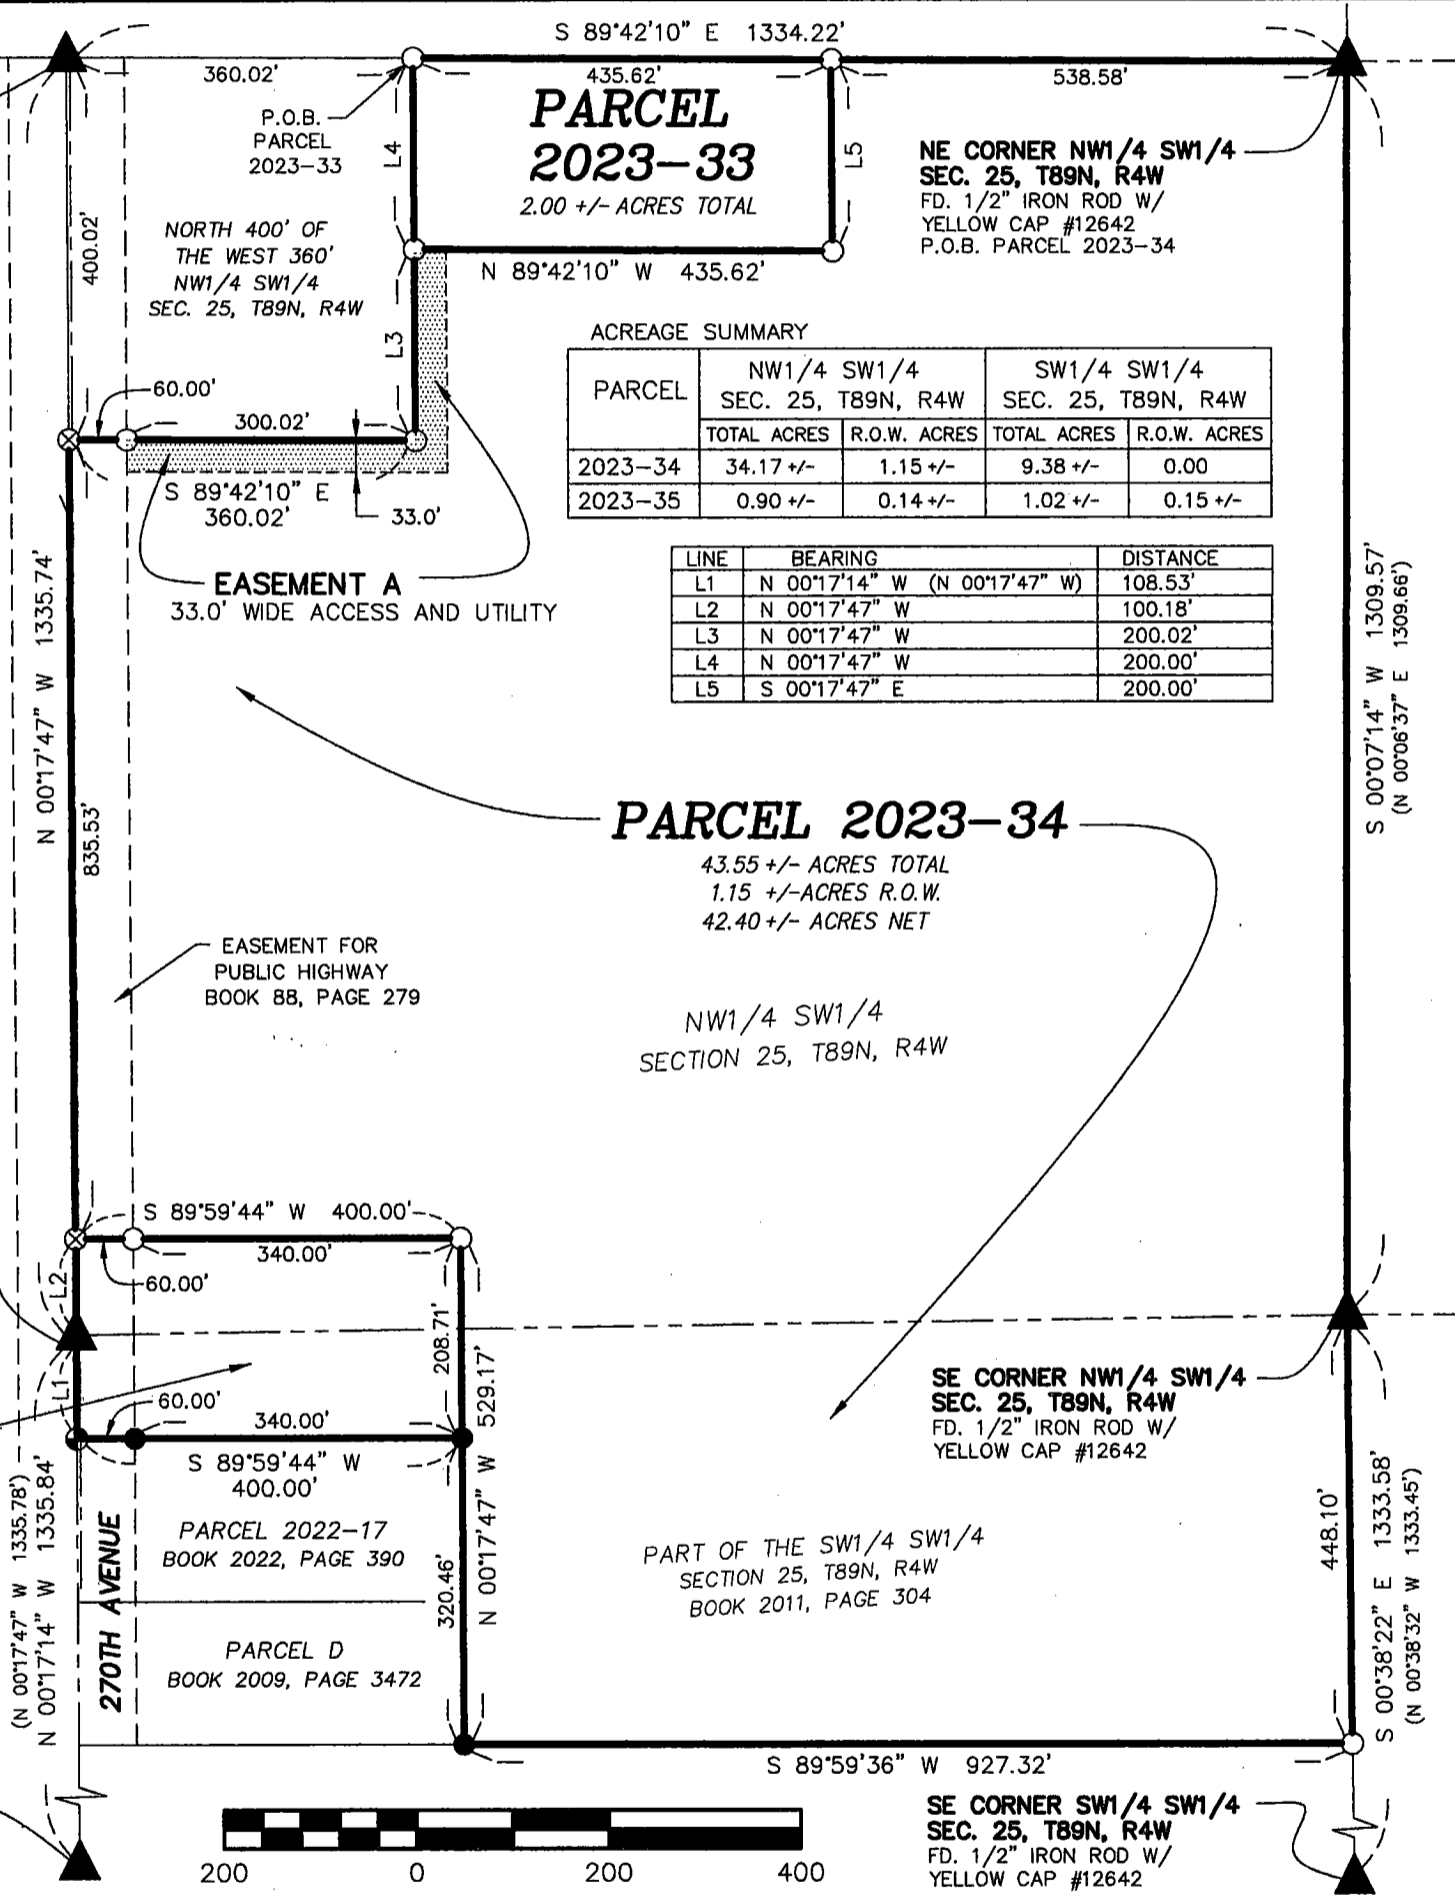 S 89°42'10" E 1334.22'
360.02'
435.62'
538.58'
P.O.B.
PARCEL
2023-33
L4
PARCEL
2023-33
2.00 +/- ACRES TOTAL
L5
NE CORNER NW1/4 SW1/4
SEC. 25, T89N, R4W
FD. 1/2" IRON ROD W/
YELLOW CAP #12642
P.O.B. PARCEL 2023-34
400.02'
NORTH 400' OF
THE WEST 360'
NW1/4 SW1/4
SEC. 25, T89N, R4W
N 89°42'10" W 435.62'
L3
60.00'
300.02'
S 89°42'10" E
360.02'
33.0'
EASEMENT A
33.0' WIDE ACCESS AND UTILITY
ACREAGE SUMMARY
PARCEL NW1/4 SW1/4 SW1/4 SW1/4
SEC. 25, T89N, R4W SEC. 25, T89N, R4W
TOTAL ACRES R.O.W. ACRES TOTAL ACRES R.O.W. ACRES
2023-34 34.17 +/- 1.15 +/- 9.38 +/- 0.00
2023-35 0.90 +/- 0.14 +/- 1.02 +/- 0.15 +/-
LINE BEARING DISTANCE
L1 N 00°17'14" W (N 00°17'47" W) 108.53'
L2 N 00°17'47" W 100.18'
L3 N 00°17'47" W 200.02'
L4 N 00°17'47" W 200.00'
L5 S 00°17'47" E 200.00'
N 00°17'47" W 1335.74'
835.53'
S 00°07'14" W 1309.57'
(N 00°06'37" E 1309.66')
PARCEL 2023-34
43.55 +/- ACRES TOTAL
1.15 +/-ACRES R.O.W.
42.40 +/- ACRES NET
EASEMENT FOR
PUBLIC HIGHWAY
BOOK 88, PAGE 279
NW1/4 SW1/4
SECTION 25, T89N, R4W
S 89°59'44" W 400.00'
340.00'
60.00'
L2
208.71'
529.17'
N 00°17'47" W
L1
60.00'
340.00'
S 89°59'44" W
400.00'
SE CORNER NW1/4 SW1/4
SEC. 25, T89N, R4W
FD. 1/2" IRON ROD W/
YELLOW CAP #12642
(N 00°17'47" W 1335.78')
N 00°17'14" W 1335.84'
270TH AVENUE
PARCEL 2022-17
BOOK 2022, PAGE 390
320.46'
PARCEL D
BOOK 2009, PAGE 3472
PART OF THE SW1/4 SW1/4
SECTION 25, T89N, R4W
BOOK 2011, PAGE 304
448.10'
S 00°38'22" E 1333.58'
(N 00°38'32" W 1333.45')
S 89°59'36" W 927.32'
SE CORNER SW1/4 SW1/4
SEC. 25, T89N, R4W
FD. 1/2" IRON ROD W/
YELLOW CAP #12642
200 0 200 400